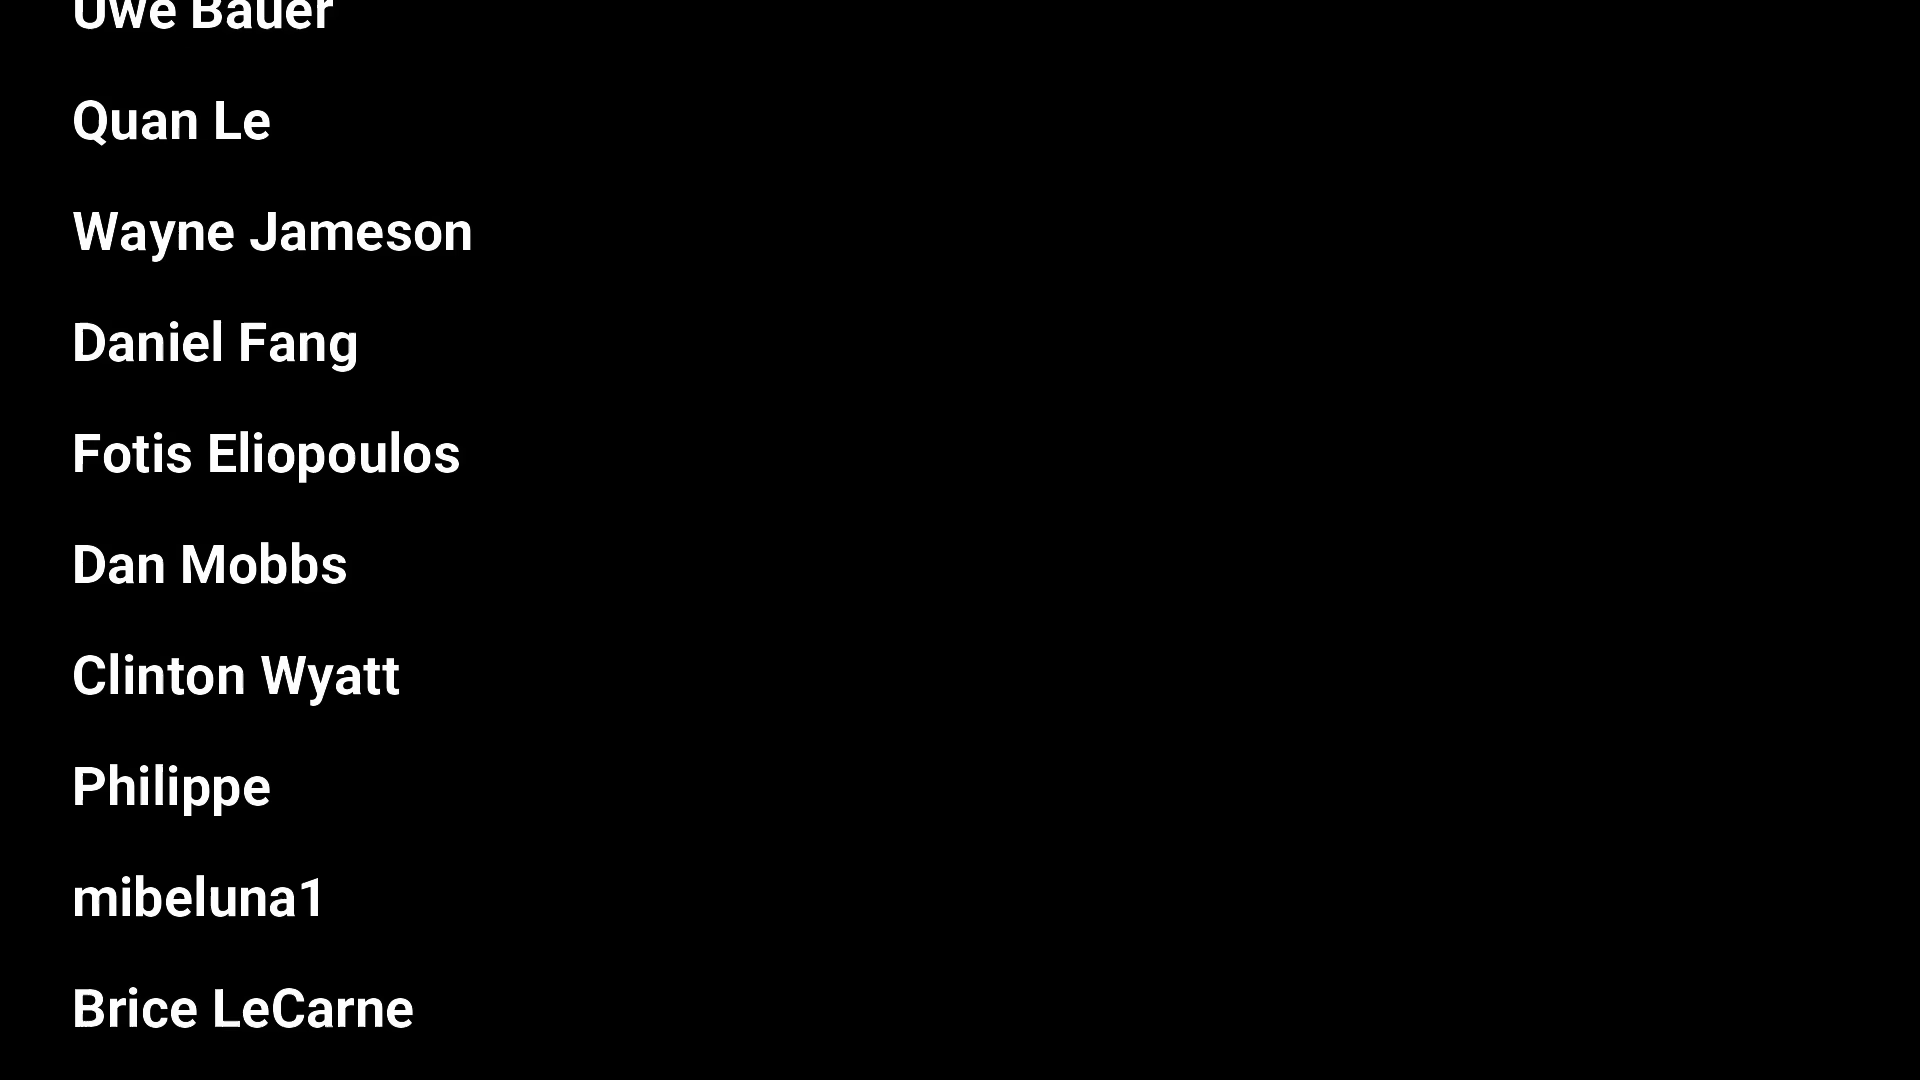 Uwe Bauer
Quan Le
Wayne Jameson
Daniel Fang
Fotis Eliopoulos
Dan Mobbs
Clinton Wyatt
Philippe
mibeluna1
Brice LeCarne